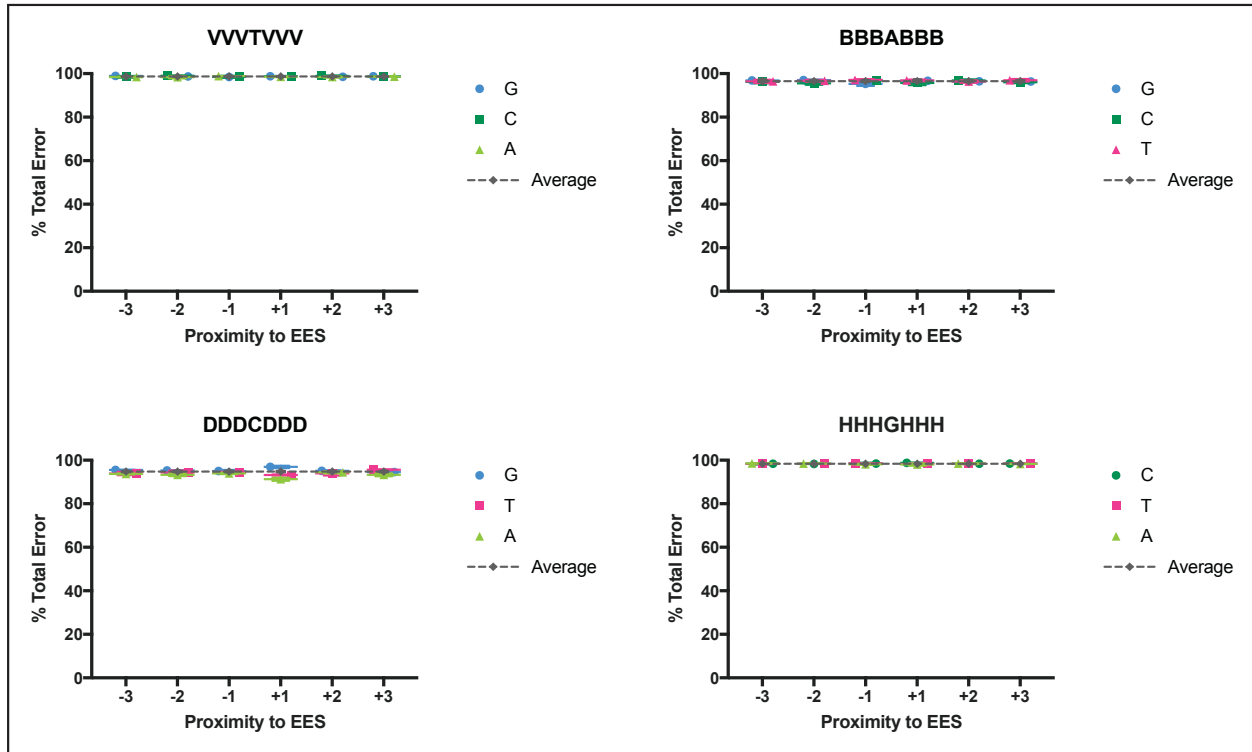 VVVTVVV
% Total Error
100
80
60
40
20
0
-3 -2 -1 +1 +2 +3
Proximity to EES
G
C
A
Average
BBBABBB
% Total Error
100
80
60
40
20
0
-3 -2 -1 +1 +2 +3
Proximity to EES
G
C
T
Average
DDDCDDD
% Total Error
100
80
60
40
20
0
-3 -2 -1 +1 +2 +3
Proximity to EES
G
T
A
Average
HHHGHHH
% Total Error
100
80
60
40
20
0
-3 -2 -1 +1 +2 +3
Proximity to EES
C
T
A
Average